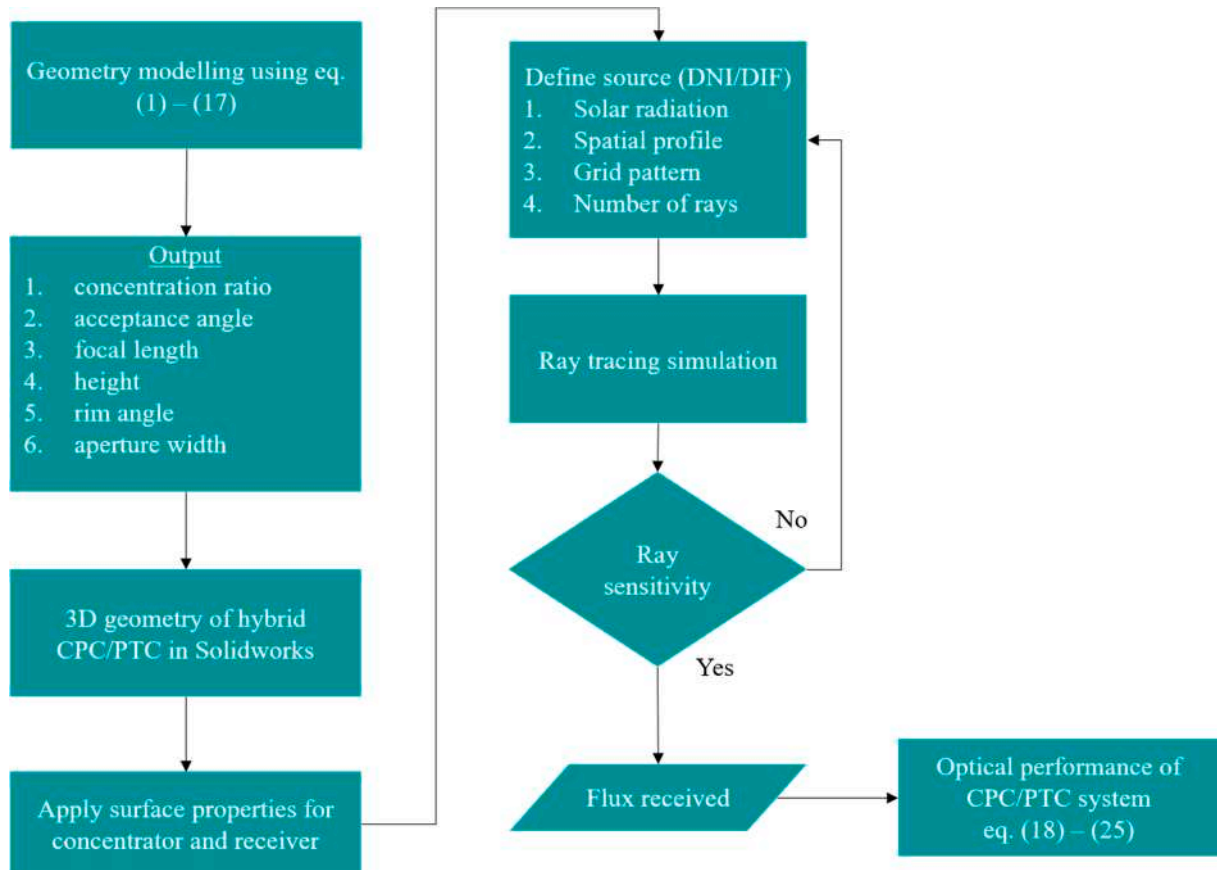 Geometry modelling using eq.
(1) – (17)
Output
1. concentration ratio
2. acceptance angle
3. focal length
4. height
5. rim angle
6. aperture width
3D geometry of hybrid
CPC/PTC in Solidworks
Apply surface properties for
concentrator and receiver
Define source (DNI/DIF)
1. Solar radiation
2. Spatial profile
3. Grid pattern
4. Number of rays
Ray tracing simulation
Ray
sensitivity
No
Yes
Flux received
Optical performance of
CPC/PTC system
eq. (18) – (25)